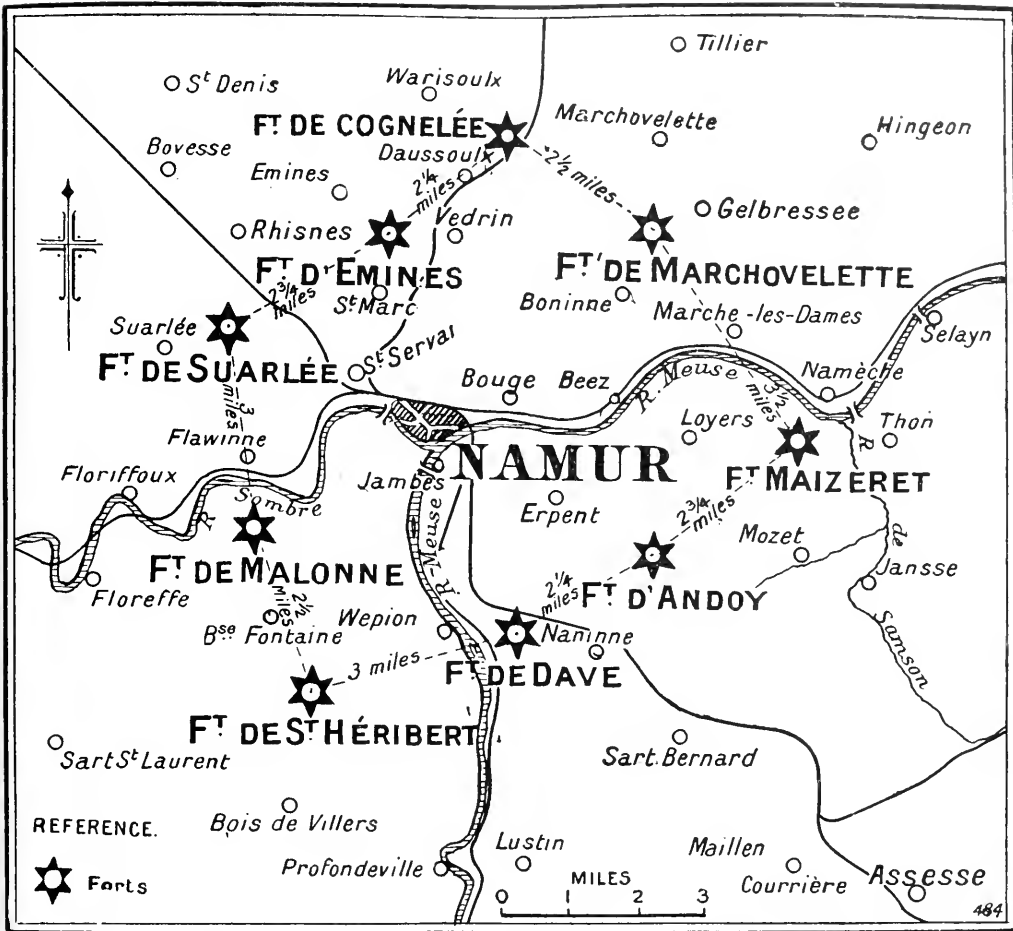 Tillier
St Denis
Warisoulx
FT DE COGNELÉE
Marchovelette
Hingeon
Bovesse
Daussoulx
Emines
2¼ miles
2½ miles
Rhisnes
Vedrin
Gelbressée
FT D'EMINES
FT DE MARCHOVELETTE
2¾ miles
St Marc
Boninne
Marche-les-Dames
Suarlée
Selayn
FT DE SUARLÉE
St Servai
Bouge
Beez
R. Meuse
3½ miles
Namèche
3 miles
Flawinne
Loyers
Thon
NAMUR
Floriffoux
Jambes
FT MAIZERET
R. Sombre
Erpent
2¾ miles
R. de Samson
Mozet
FT DE MALONNE
R. Meuse
FT D'ANDOY
Jansse
Floreffe
2½ miles
2¼ miles
Bse Fontaine
Wepion
Naninne
3 miles
FT DE DAVE
FT DE ST HÉRIBERT
Sart St Laurent
Sart. Bernard
REFERENCE.
Bois de Villers
Forts
Profondeville
Lustin
Maillen
Courrière
Assesse
MILES
0 1 2 3
484